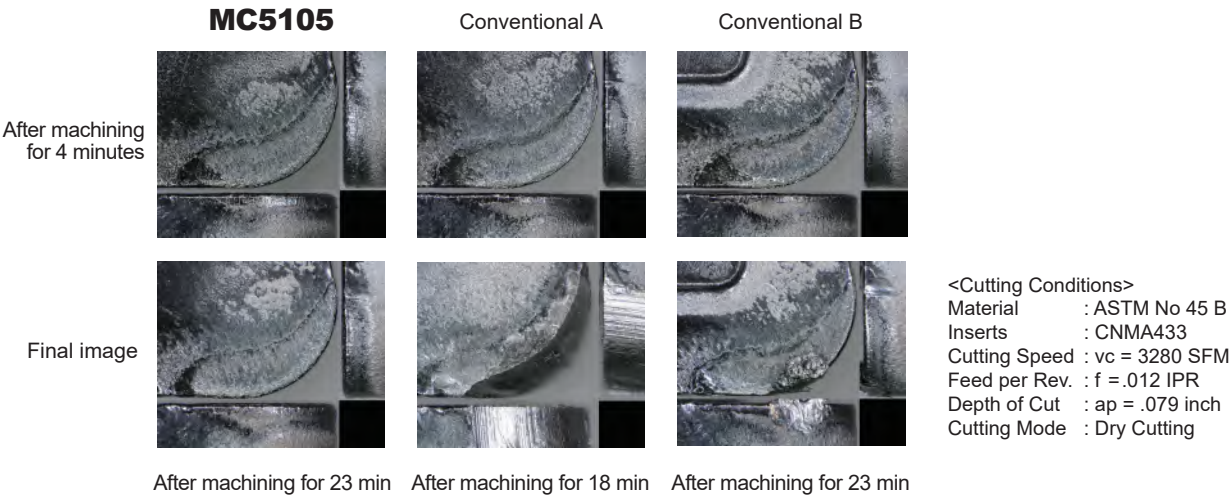 MC5105
Conventional A
Conventional B
After machining
for 4 minutes
Final image
<Cutting Conditions>
Material : ASTM No 45 B
Inserts : CNMA433
Cutting Speed : vc = 3280 SFM
Feed per Rev. : f =.012 IPR
Depth of Cut : ap = .079 inch
Cutting Mode : Dry Cutting
After machining for 23 min
After machining for 18 min
After machining for 23 min